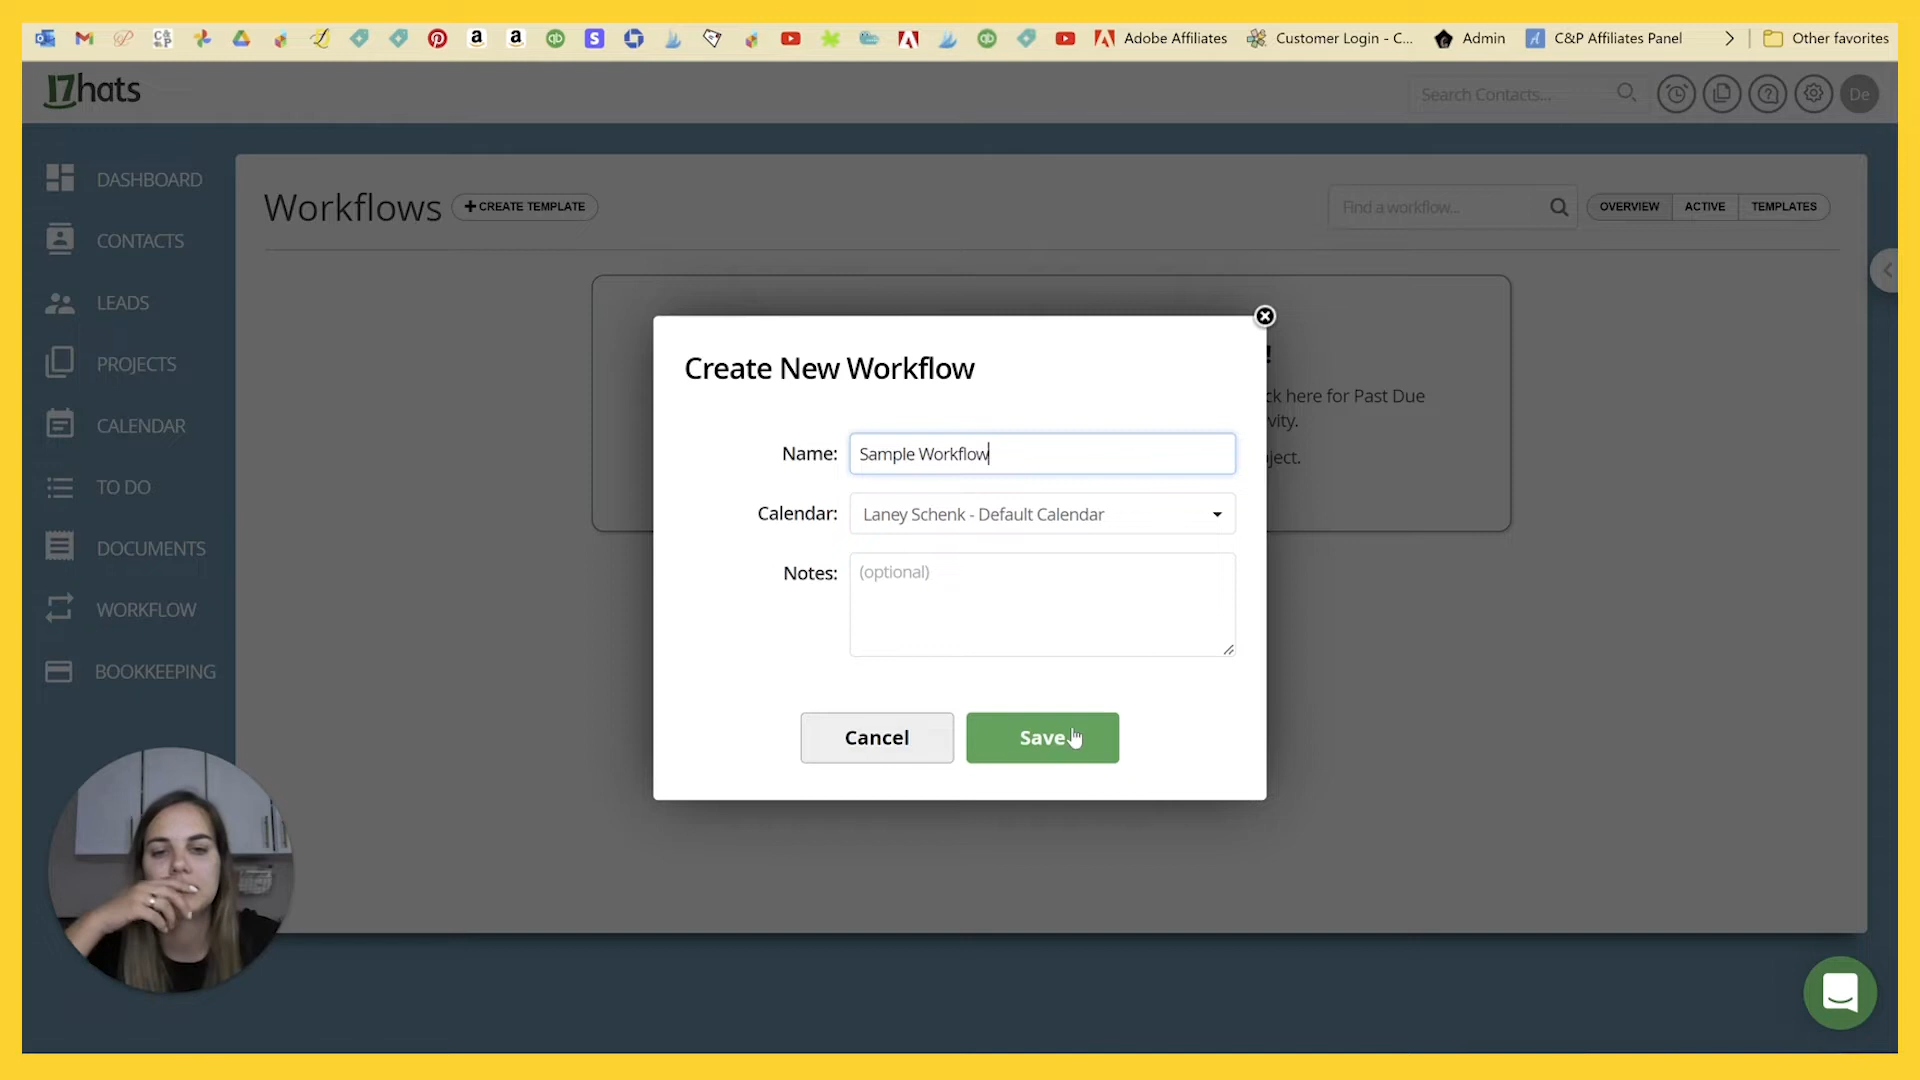 Adobe Affiliates
Customer Login - C...
Admin
C&P Affiliates Panel
Other favorites
17hats
Search Contacts...
De
DASHBOARD
CONTACTS
LEADS
PROJECTS
CALENDAR
TO DO
DOCUMENTS
WORKFLOW
BOOKKEEPING
Workflows
+ CREATE TEMPLATE
Find a workflow...
OVERVIEW
ACTIVE
TEMPLATES
!
here for Past Due
Create New Workflow
Name:
Sample Workflow
Calendar:
Laney Schenk - Default Calendar
Notes:
(optional)
Cancel
Save